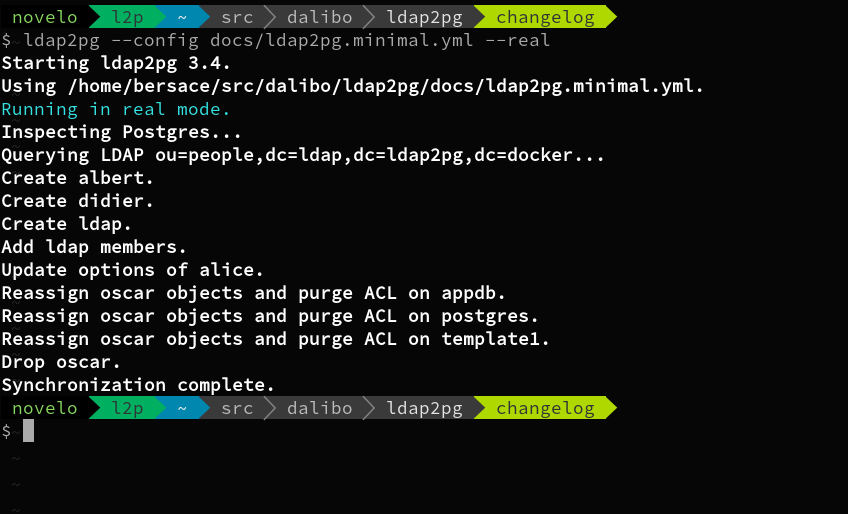 novelo l2p ~ src dalibo ldap2pg changelog
$ ldap2pg --config docs/ldap2pg.minimal.yml --real
Starting ldap2pg 3.4.
Using /home/bersace/src/dalibo/ldap2pg/docs/ldap2pg.minimal.yml.
Running in real mode.
Inspecting Postgres...
Querying LDAP ou=people,dc=ldap,dc=ldap2pg,dc=docker...
Create albert.
Create didier.
Create ldap.
Add ldap members.
Update options of alice.
Reassign oscar objects and purge ACL on appdb.
Reassign oscar objects and purge ACL on postgres.
Reassign oscar objects and purge ACL on template1.
Drop oscar.
Synchronization complete.
novelo l2p ~ src dalibo ldap2pg changelog
$
~
~
~